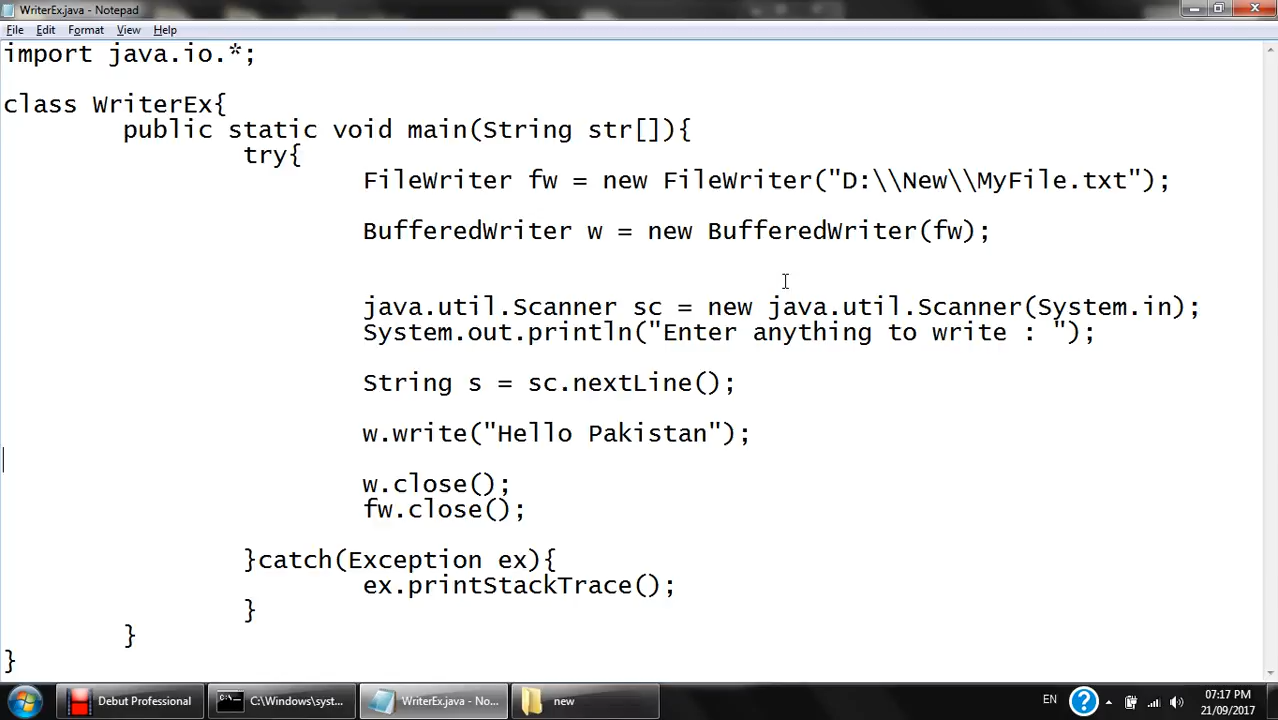 WriterEx.java - Notepad
File Edit Format View Help
import java.io.*;
class WriterEx{
public static void main(String str[]){
try{
FileWriter fw = new FileWriter("D:\\New\\MyFile.txt");
BufferedWriter w = new BufferedWriter(fw);
java.util.Scanner sc = new java.util.Scanner(System.in);
System.out.println("Enter anything to write : ");
String s = sc.nextLine();
w.write("Hello Pakistan");
w.close();
fw.close();
}catch(Exception ex){
ex.printStackTrace();
}
}
}
Debut Professional C:\Windows\syst... WriterEx.java - No... new EN 07:17 PM
21/09/2017